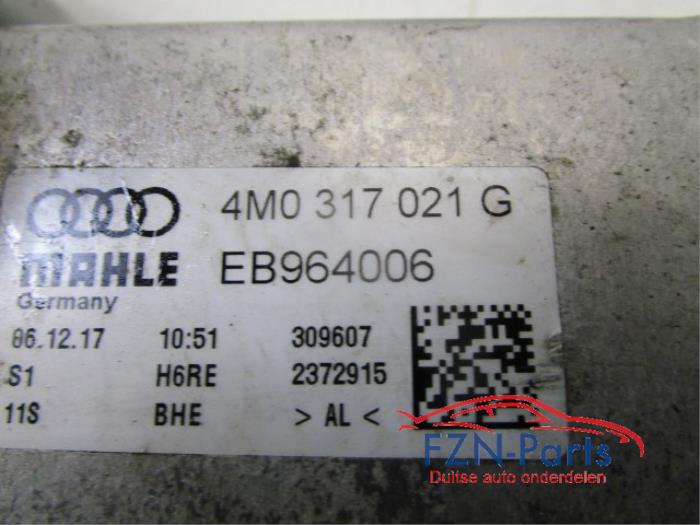 4M0 317 021 G
MAHLE EB964006
Germany
06.12.17 10:51 309607
S1 H6RE 2372915
11S BHE > AL <
FZN-Parts
Duitse auto onderdelen